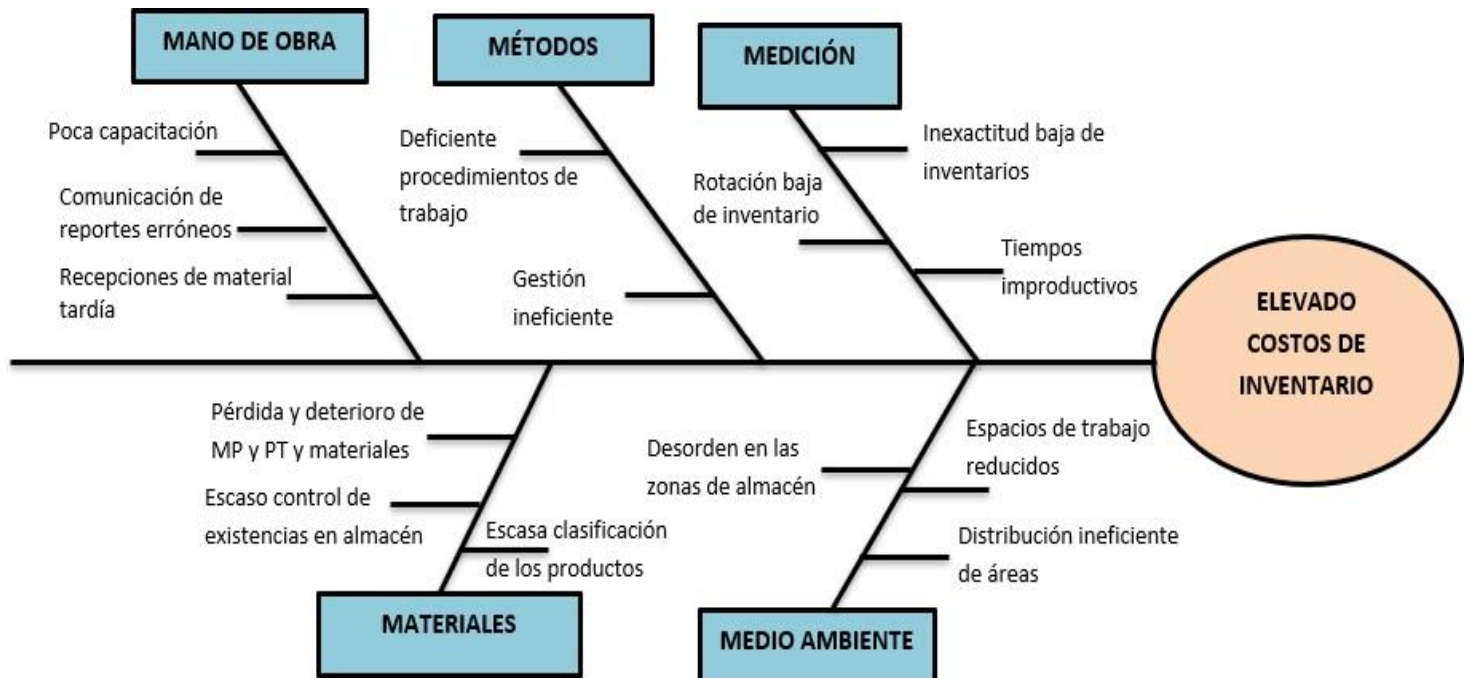 MANO DE OBRA
Poca capacitación
Comunicación de
reportes erróneos
Recepciones de material
tardía
MÉTODOS
Deficiente
procedimientos de
trabajo
Gestión
ineficiente
MEDICIÓN
Inexactitud baja de
inventarios
Rotación baja
de inventario
Tiempos
improductivos
ELEVADO
COSTOS DE
INVENTARIO
Pérdida y deterioro de
MP y PT y materiales
Escaso control de
existencias en almacén
Escasa clasificación
de los productos
MATERIALES
Desorden en las
zonas de almacén
Espacios de trabajo
reducidos
Distribución ineficiente
de áreas
MEDIO AMBIENTE